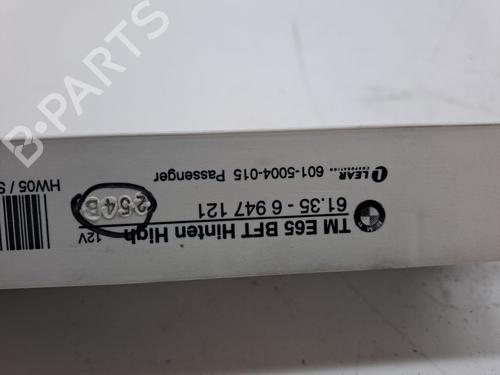 TM E65 BFT Hinten High
61.35 - 6 947 121
12V
254B
LEAR CORPORATION 601-5004-015 Passenger
HW05 / S
B-PARTS